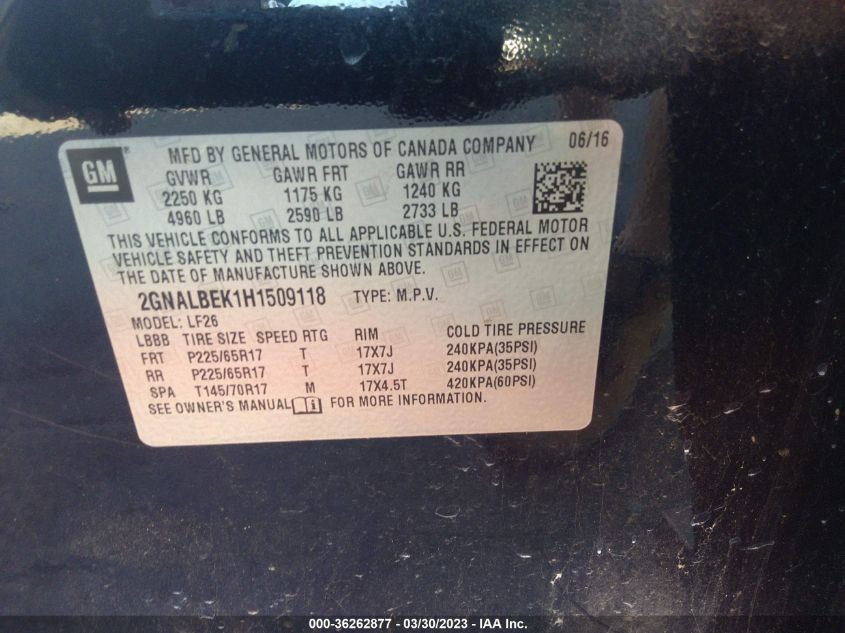 GM
MFD BY GENERAL MOTORS OF CANADA COMPANY 06/16
GVWR GAWR FRT GAWR RR
2250 KG 1175 KG 1240 KG
4960 LB 2590 LB 2733 LB
THIS VEHICLE CONFORMS TO ALL APPLICABLE U.S. FEDERAL MOTOR
VEHICLE SAFETY AND THEFT PREVENTION STANDARDS IN EFFECT ON
THE DATE OF MANUFACTURE SHOWN ABOVE.
2GNALBEK1H1509118 TYPE: M.P.V.
MODEL: LF26
LBBB TIRE SIZE SPEED RTG RIM COLD TIRE PRESSURE
FRT P225/65R17 T 17X7J 240KPA(35PSI)
RR P225/65R17 T 17X7J 240KPA(35PSI)
SPA T145/70R17 M 17X4.5T 420KPA(60PSI)
SEE OWNER'S MANUAL FOR MORE INFORMATION.
000-36262877 - 03/30/2023 - IAA Inc.